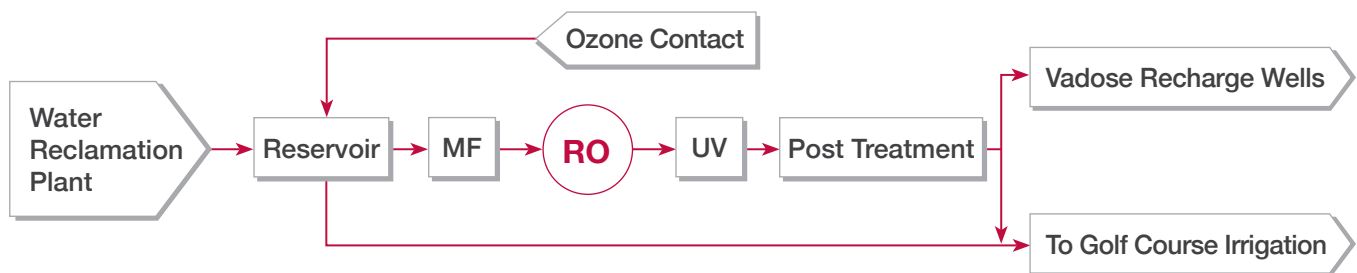 Ozone Contact
Vadose Recharge Wells
Water
Reclamation
Plant
Reservoir
MF
RO
UV
Post Treatment
To Golf Course Irrigation